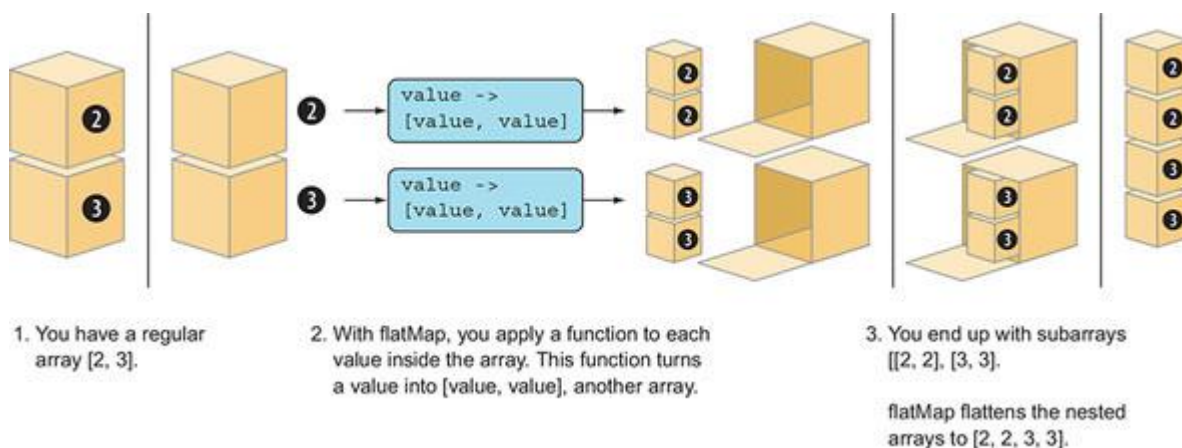 2
3
2
value ->
[value, value]
3
value ->
[value, value]
2
2
3
3
2
2
3
3
2
2
3
3
1. You have a regular
array [2, 3].
2. With flatMap, you apply a function to each
value inside the array. This function turns
a value into [value, value], another array.
3. You end up with subarrays
[[2, 2], [3, 3].
flatMap flattens the nested
arrays to [2, 2, 3, 3].